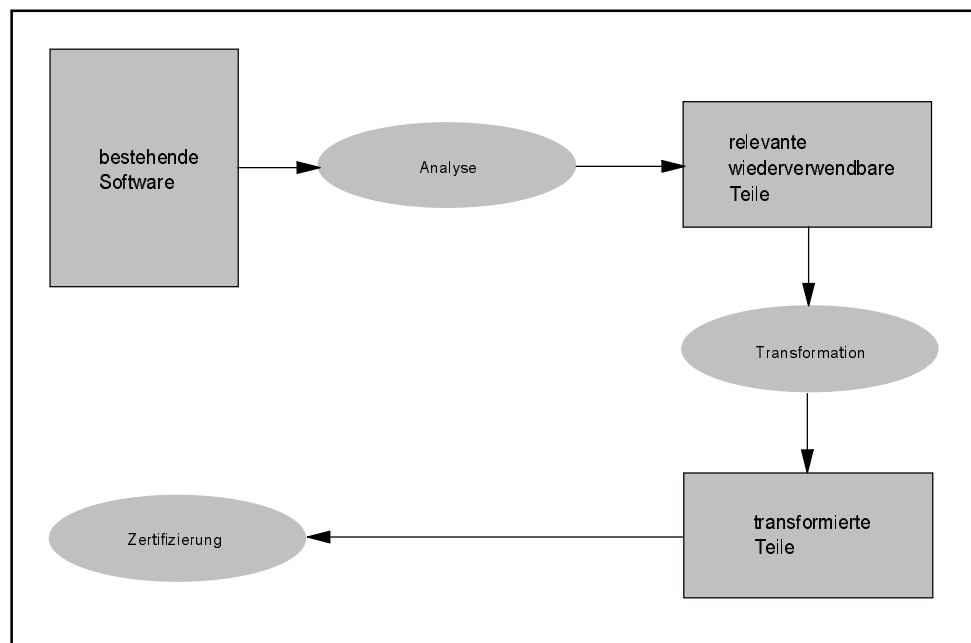 bestehende
Software
Analyse
relevante
wiederverwendbare
Teile
Transformation
transformierte
Teile
Zertifizierung